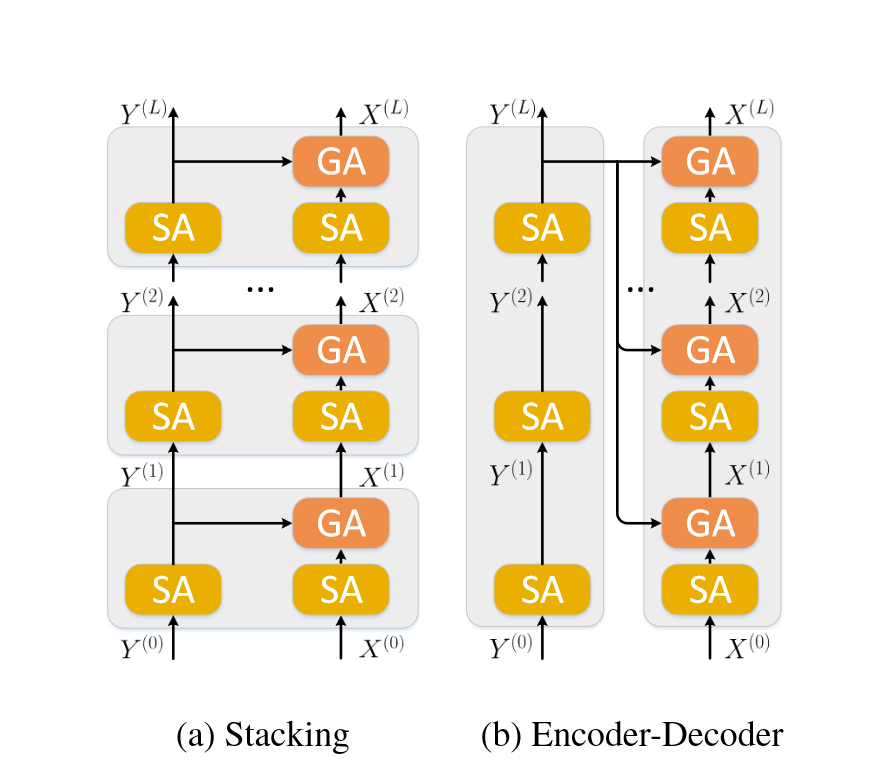 Y^(L) X^(L) Y^(L) X^(L)
GA GA
SA SA SA SA
... ...
Y^(2) X^(2) Y^(2) X^(2)
GA GA
SA SA SA SA
Y^(1) X^(1) Y^(1) X^(1)
GA GA
SA SA SA SA
Y^(0) X^(0) Y^(0) X^(0)
(a) Stacking (b) Encoder-Decoder